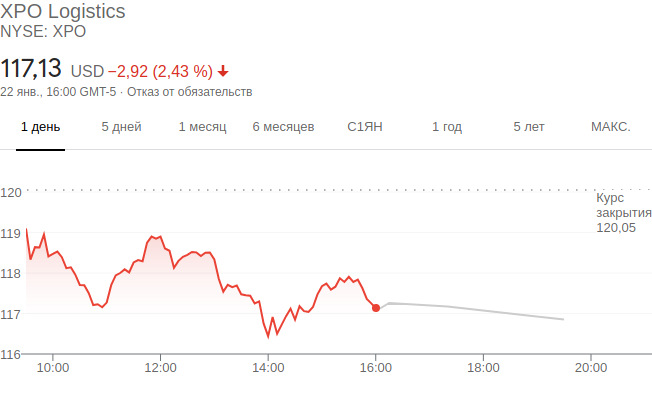 XPO Logistics
NYSE: XPO
117,13 USD −2,92 (2,43 %)
22 янв., 16:00 GMT-5 · Отказ от обязательств
1 день 5 дней 1 месяц 6 месяцев С1ЯН 1 год 5 лет МАКС.
120
Курс
закрытия
120,05
119
118
117
116
10:00 12:00 14:00 16:00 18:00 20:00